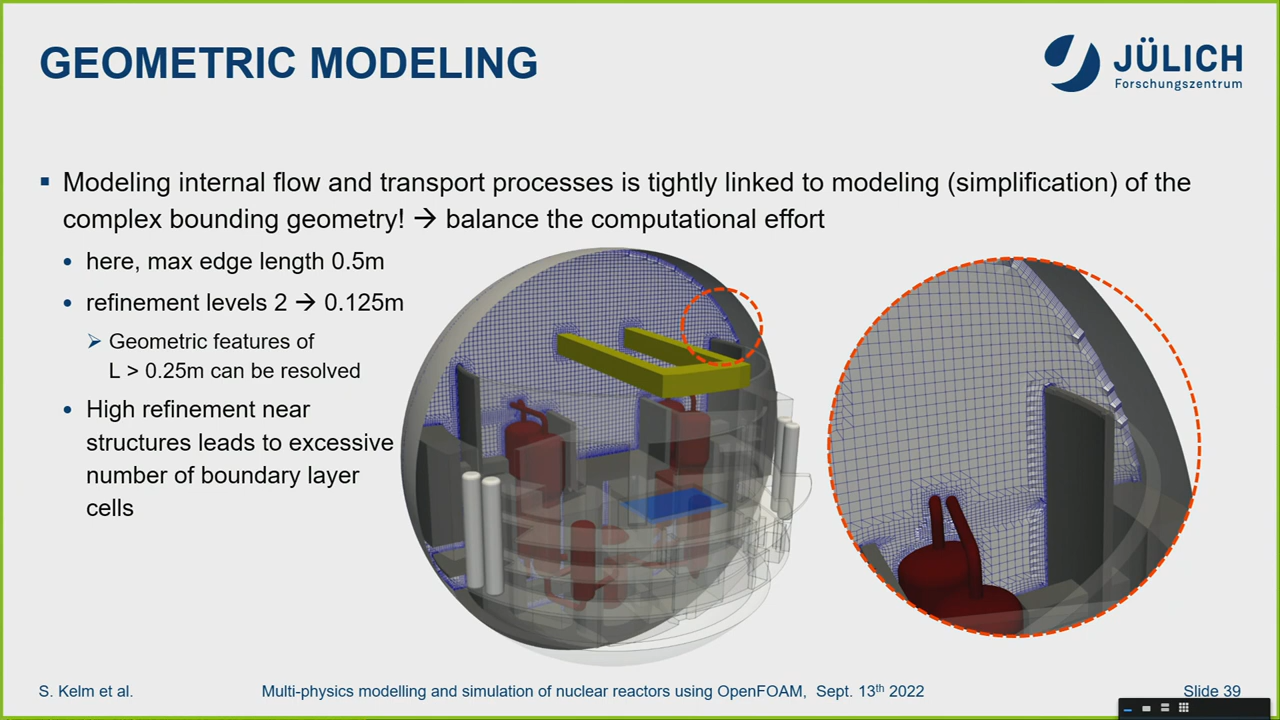 GEOMETRIC MODELING
JÜLICH
Forschungszentrum
▪ Modeling internal flow and transport processes is tightly linked to modeling (simplification) of the
complex bounding geometry! → balance the computational effort
• here, max edge length 0.5m
• refinement levels 2 → 0.125m
➢ Geometric features of
L > 0.25m can be resolved
• High refinement near
structures leads to excessive
number of boundary layer
cells
S. Kelm et al.
Multi-physics modelling and simulation of nuclear reactors using OpenFOAM, Sept. 13th 2022
Slide 39